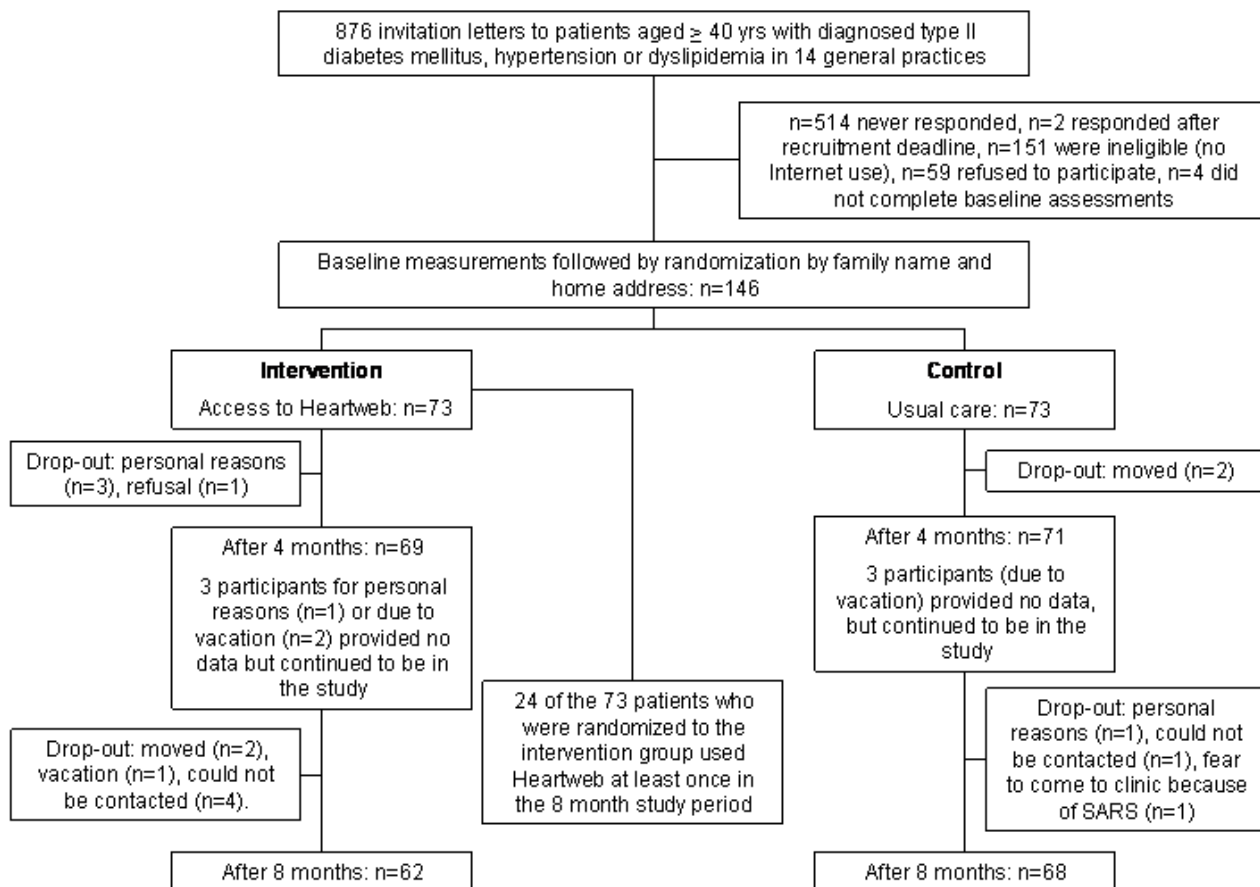 876 invitation letters to patients aged ≥ 40 yrs with diagnosed type II
diabetes mellitus, hypertension or dyslipidemia in 14 general practices
n=514 never responded, n=2 responded after
recruitment deadline, n=151 were ineligible (no
Internet use), n=59 refused to participate, n=4 did
not complete baseline assessments
Baseline measurements followed by randomization by family name and
home address: n=146
Intervention
Access to Heartweb: n=73
Control
Usual care: n=73
Drop-out: personal reasons
(n=3), refusal (n=1)
Drop-out: moved (n=2)
After 4 months: n=69
3 participants for personal
reasons (n=1) or due to
vacation (n=2) provided no
data but continued to be in
the study
After 4 months: n=71
3 participants (due to
vacation) provided no data,
but continued to be in the
study
24 of the 73 patients who
were randomized to the
intervention group used
Heartweb at least once in
the 8 month study period
Drop-out: moved (n=2),
vacation (n=1), could not
be contacted (n=4).
Drop-out: personal
reasons (n=1), could not
be contacted (n=1), fear
to come to clinic because
of SARS (n=1)
After 8 months: n=62
After 8 months: n=68